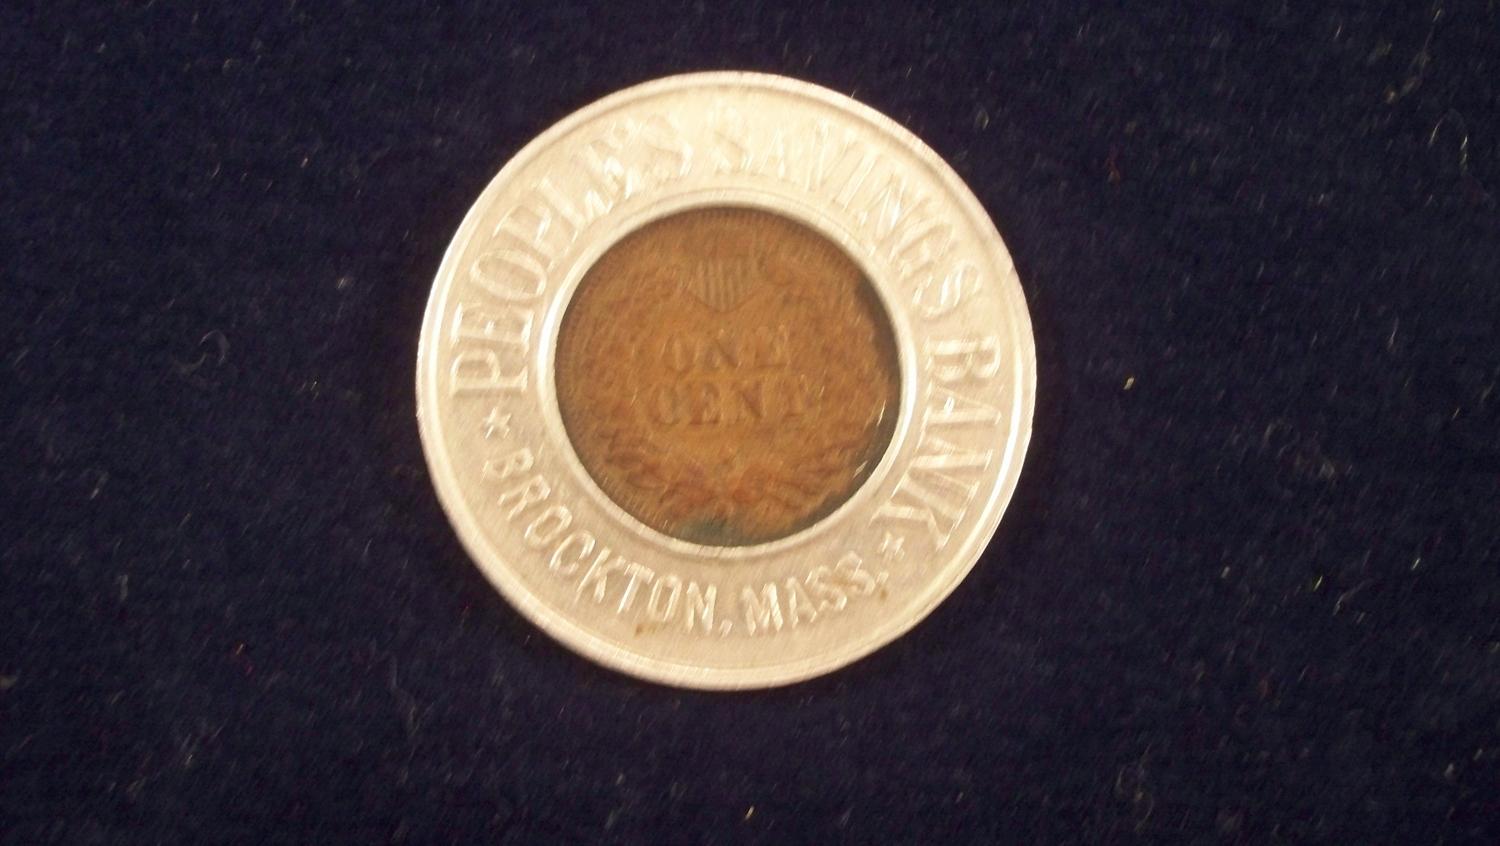 PEOPLE'S SAVINGS BANK
BROCKTON, MASS.
ONE
CENT